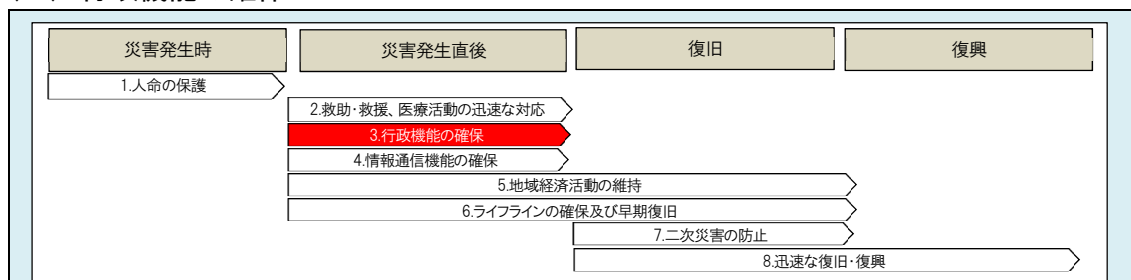 災害発生時
災害発生直後
復旧
復興
1.人命の保護
2.救助・救援、医療活動の迅速な対応
3.行政機能の確保
4.情報通信機能の確保
5.地域経済活動の維持
6.ライフラインの確保及び早期復旧
7.二次災害の防止
8.迅速な復旧・復興